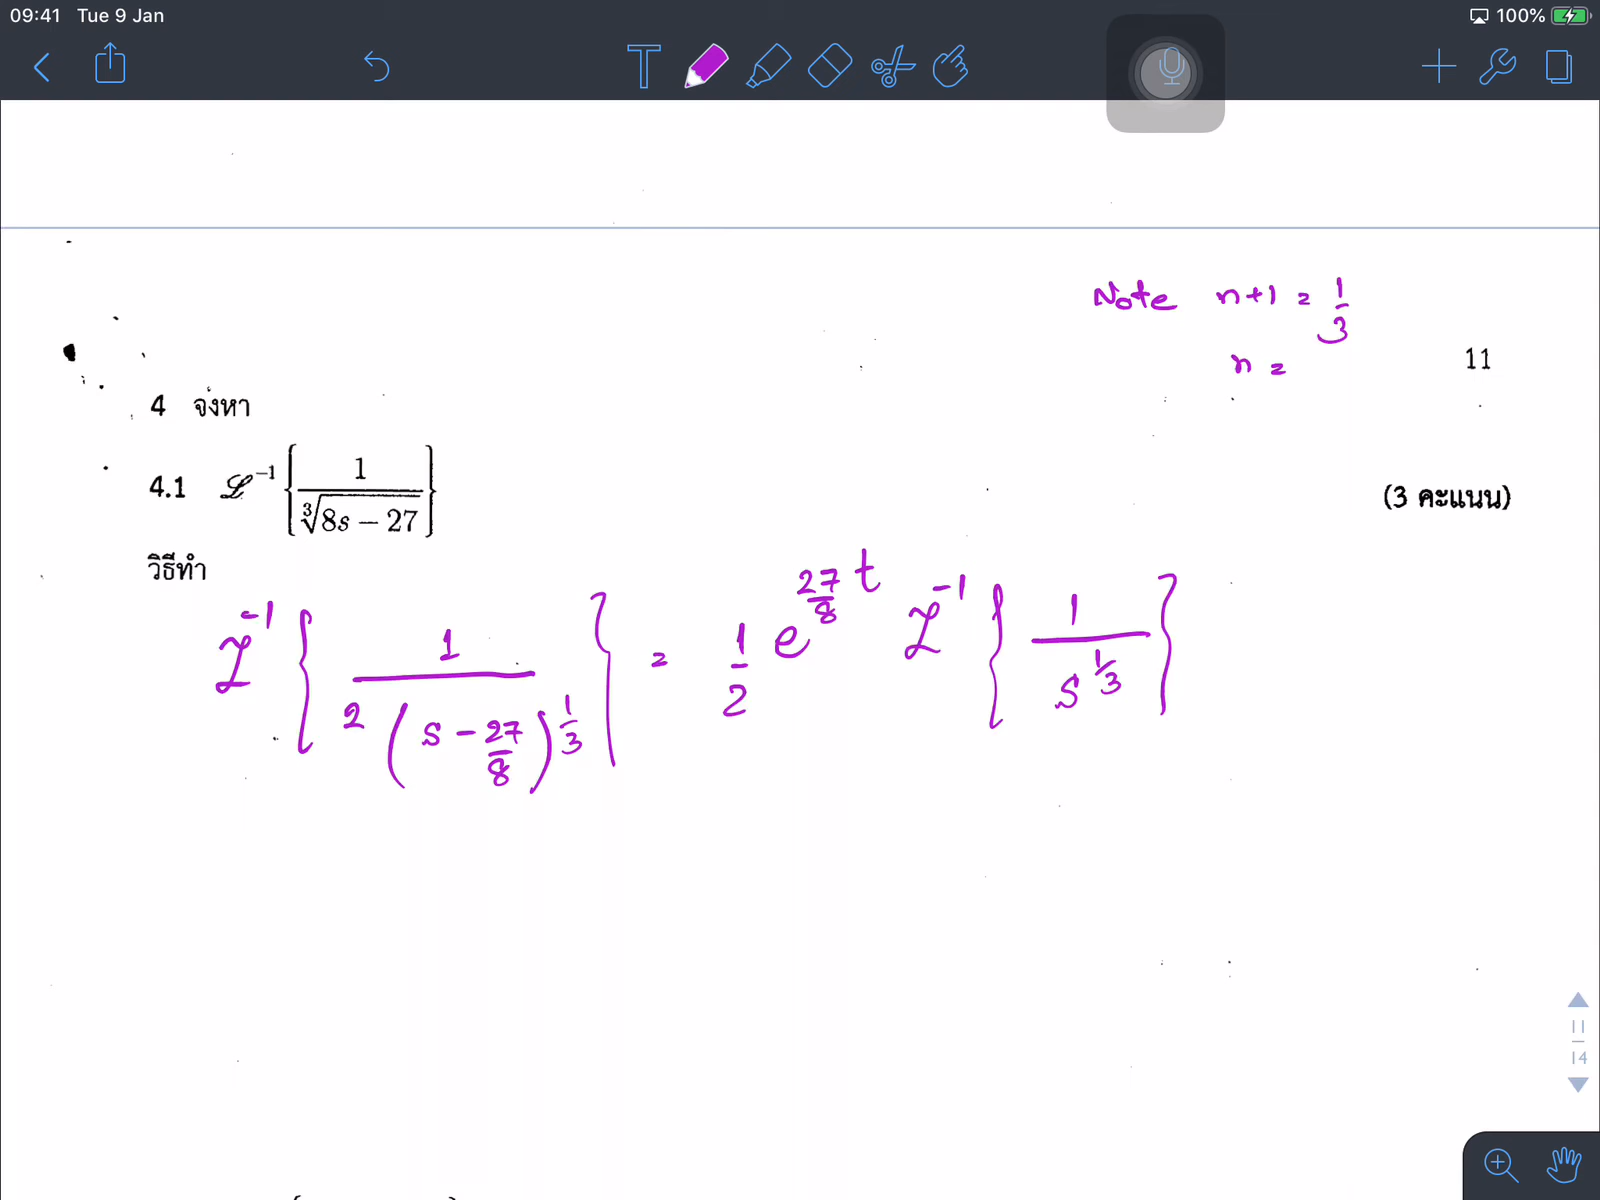 09:41 Tue 9 Jan 100%
T
Note n+1 = 1/3
n =
11
4 จงหา
4.1 ℒ⁻¹ { 1 / ∛(8s − 27) }
(3 คะแนน)
วิธีทำ
ℒ⁻¹ { 1 / 2(s − 27/8)^(1/3) } = 1/2 e^(27/8 t) ℒ⁻¹ { 1 / s^(1/3) }
11
14